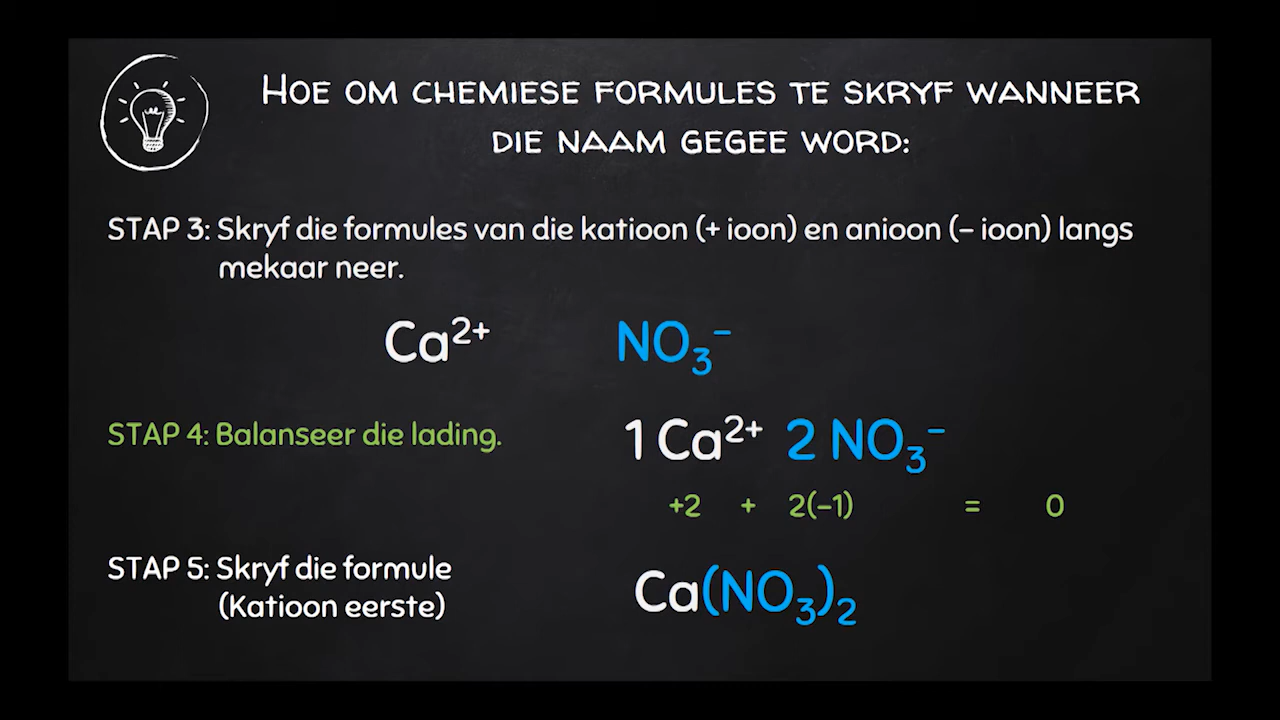 HOE OM CHEMIESE FORMULES TE SKRYF WANNEER
DIE NAAM GEGEE WORD:
STAP 3: Skryf die formules van die katioon (+ ioon) en anioon (– ioon) langs
mekaar neer.
Ca²⁺ NO₃⁻
STAP 4: Balanseer die lading. 1 Ca²⁺ 2 NO₃⁻
+2 + 2(–1) = 0
STAP 5: Skryf die formule
(Katioon eerste) Ca(NO₃)₂